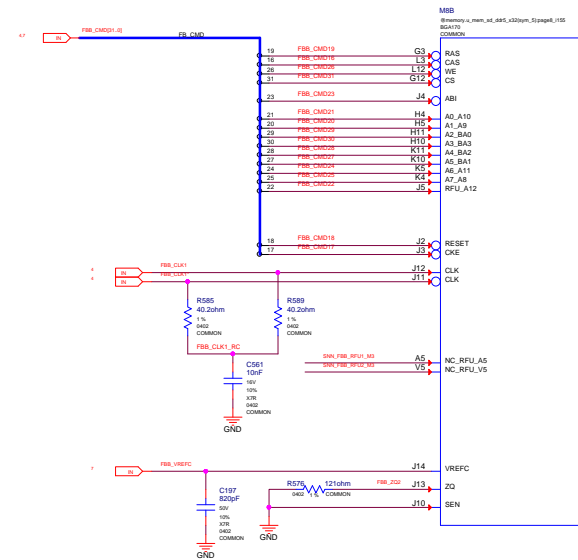 M8B
@memory.u_mem_sd_ddr5_x32(sym_5):page8_i155
BGA170
COMMON
4,7 IN FBB_CMD[31..0] FB_CMD
19 FBB_CMD19 G3 RAS
16 FBB_CMD16 L3 CAS
26 FBB_CMD26 L12 WE
31 FBB_CMD31 G12 CS
23 FBB_CMD23 J4 ABI
21 FBB_CMD21 H4 A0_A10
20 FBB_CMD20 H5 A1_A9
29 FBB_CMD29 H11 A2_BA0
30 FBB_CMD30 H10 A3_BA3
28 FBB_CMD28 K11 A4_BA2
27 FBB_CMD27 K10 A5_BA1
24 FBB_CMD24 K5 A6_A11
25 FBB_CMD25 K4 A7_A8
22 FBB_CMD22 J5 RFU_A12
18 FBB_CMD18 J2 RESET
17 FBB_CMD17 J3 CKE
4 IN FBB_CLK1 J12 CLK
4 IN FBB_CLK1* J11 CLK
R585
40.2ohm
1 %
0402
COMMON
R589
40.2ohm
1 %
0402
COMMON
FBB_CLK1_RC
C561
10nF
16V
10%
X7R
0402
COMMON
GND
SNN_FBB_RFU1_M3 A5 NC_RFU_A5
SNN_FBB_RFU2_M3 V5 NC_RFU_V5
7 IN FBB_VREFC J14 VREFC
R576 121ohm FBB_ZQ2 J13 ZQ
0402 1 % COMMON
J10 SEN
C197
820pF
50V
10%
X7R
0402
COMMON
GND
GND